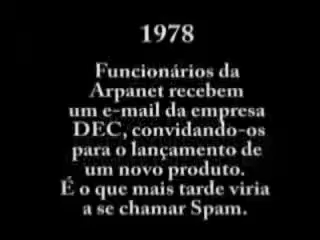 1978
Funcionários da
Arpanet recebem
um e-mail da empresa
DEC, convidando-os
para o lançamento de
um novo produto.
É o que mais tarde viria
a se chamar Spam.